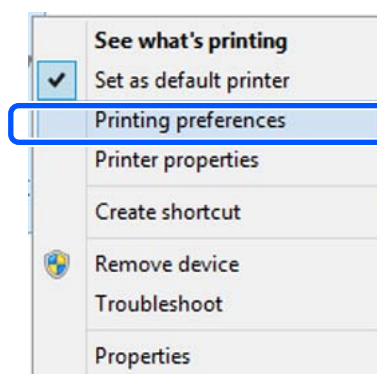 See what's printing
Set as default printer
Printing preferences
Printer properties
Create shortcut
Remove device
Troubleshoot
Properties